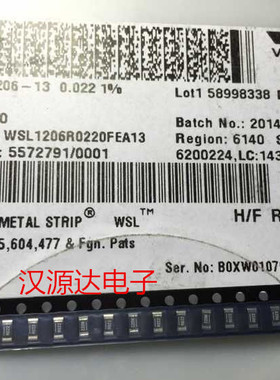 206-13 0.022 1%
Lot1 58998338
WSL1206R0220FEA13
Batch: 2014
: 5572791/0001
Region: 6140 S
6200224,LC:143
METAL STRIP® WSL™
H/F R
5,604,477 & Fgn. Pats
汉源达电子
Ser. No: B0XW0107